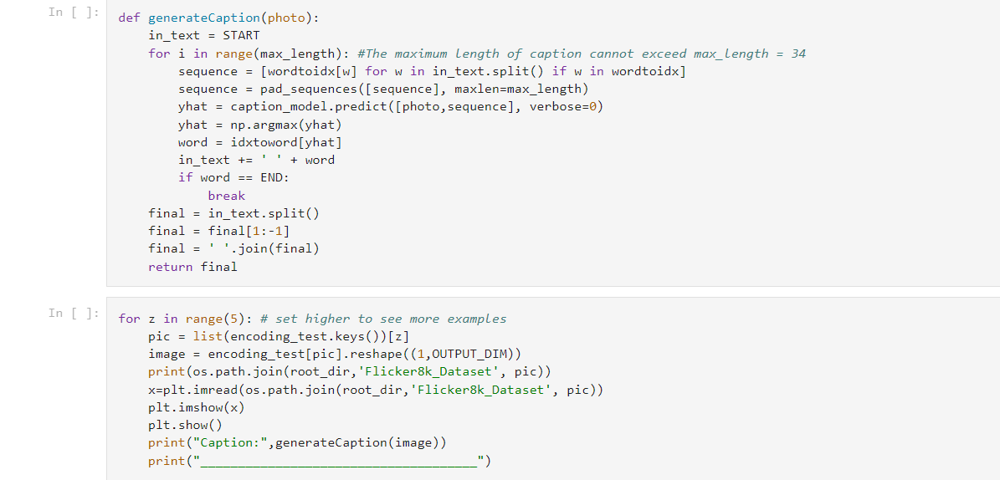 In [ ]:
def generateCaption(photo):
    in_text = START
    for i in range(max_length): #The maximum length of caption cannot exceed max_length = 34
        sequence = [wordtoidx[w] for w in in_text.split() if w in wordtoidx]
        sequence = pad_sequences([sequence], maxlen=max_length)
        yhat = caption_model.predict([photo,sequence], verbose=0)
        yhat = np.argmax(yhat)
        word = idxtoword[yhat]
        in_text += ' ' + word
        if word == END:
            break
    final = in_text.split()
    final = final[1:-1]
    final = ' '.join(final)
    return final
In [ ]:
for z in range(5): # set higher to see more examples
    pic = list(encoding_test.keys())[z]
    image = encoding_test[pic].reshape((1,OUTPUT_DIM))
    print(os.path.join(root_dir,'Flicker8k_Dataset', pic))
    x=plt.imread(os.path.join(root_dir,'Flicker8k_Dataset', pic))
    plt.imshow(x)
    plt.show()
    print("Caption:",generateCaption(image))
    print("_____________________________________")